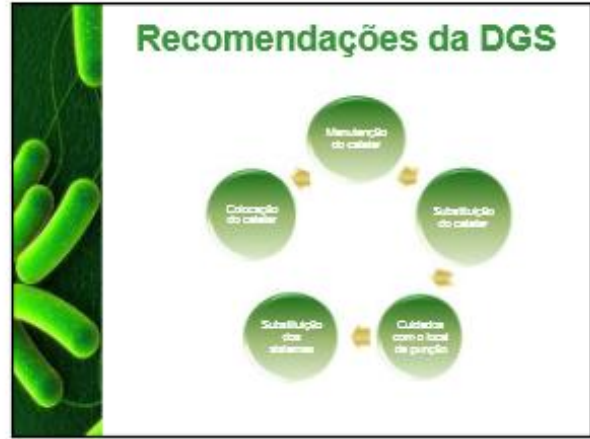 Recomendações da DGS
Manutenção
do cateter
Colocação
do cateter
Substituição
do cateter
Substituição
dos
sistemas
Cuidados
com o local
de punção